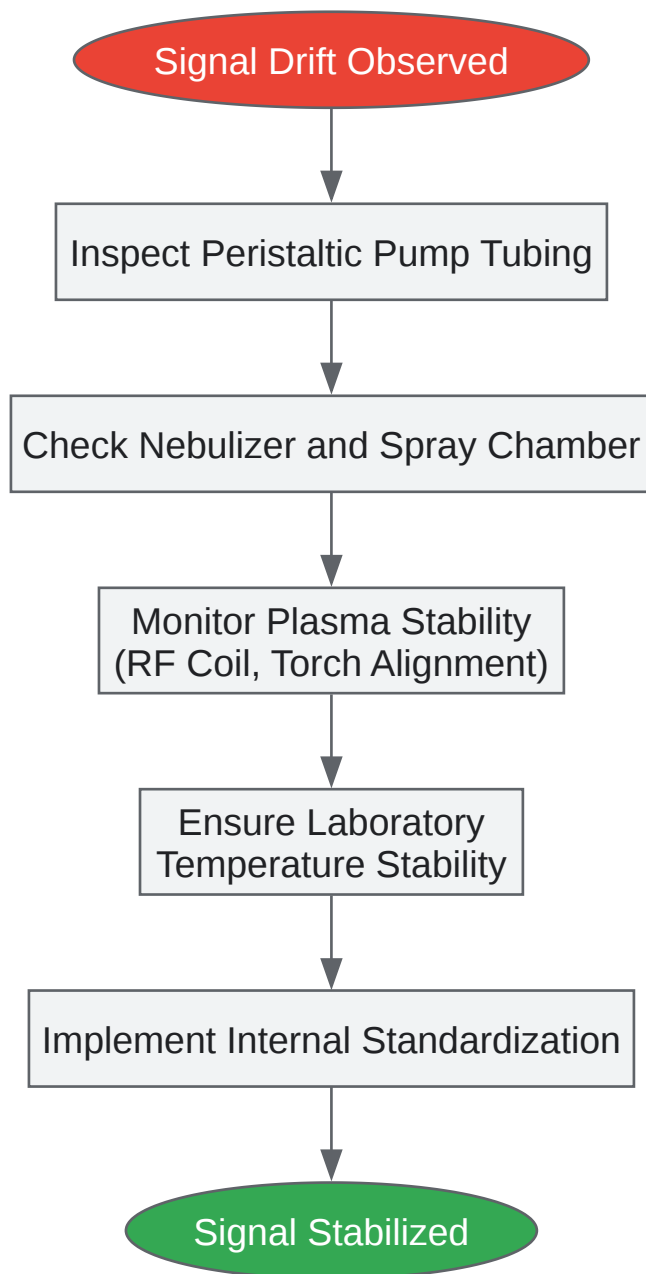 Signal Drift Observed
Inspect Peristaltic Pump Tubing
Check Nebulizer and Spray Chamber
Monitor Plasma Stability
(RF Coil, Torch Alignment)
Ensure Laboratory
Temperature Stability
Implement Internal Standardization
Signal Stabilized